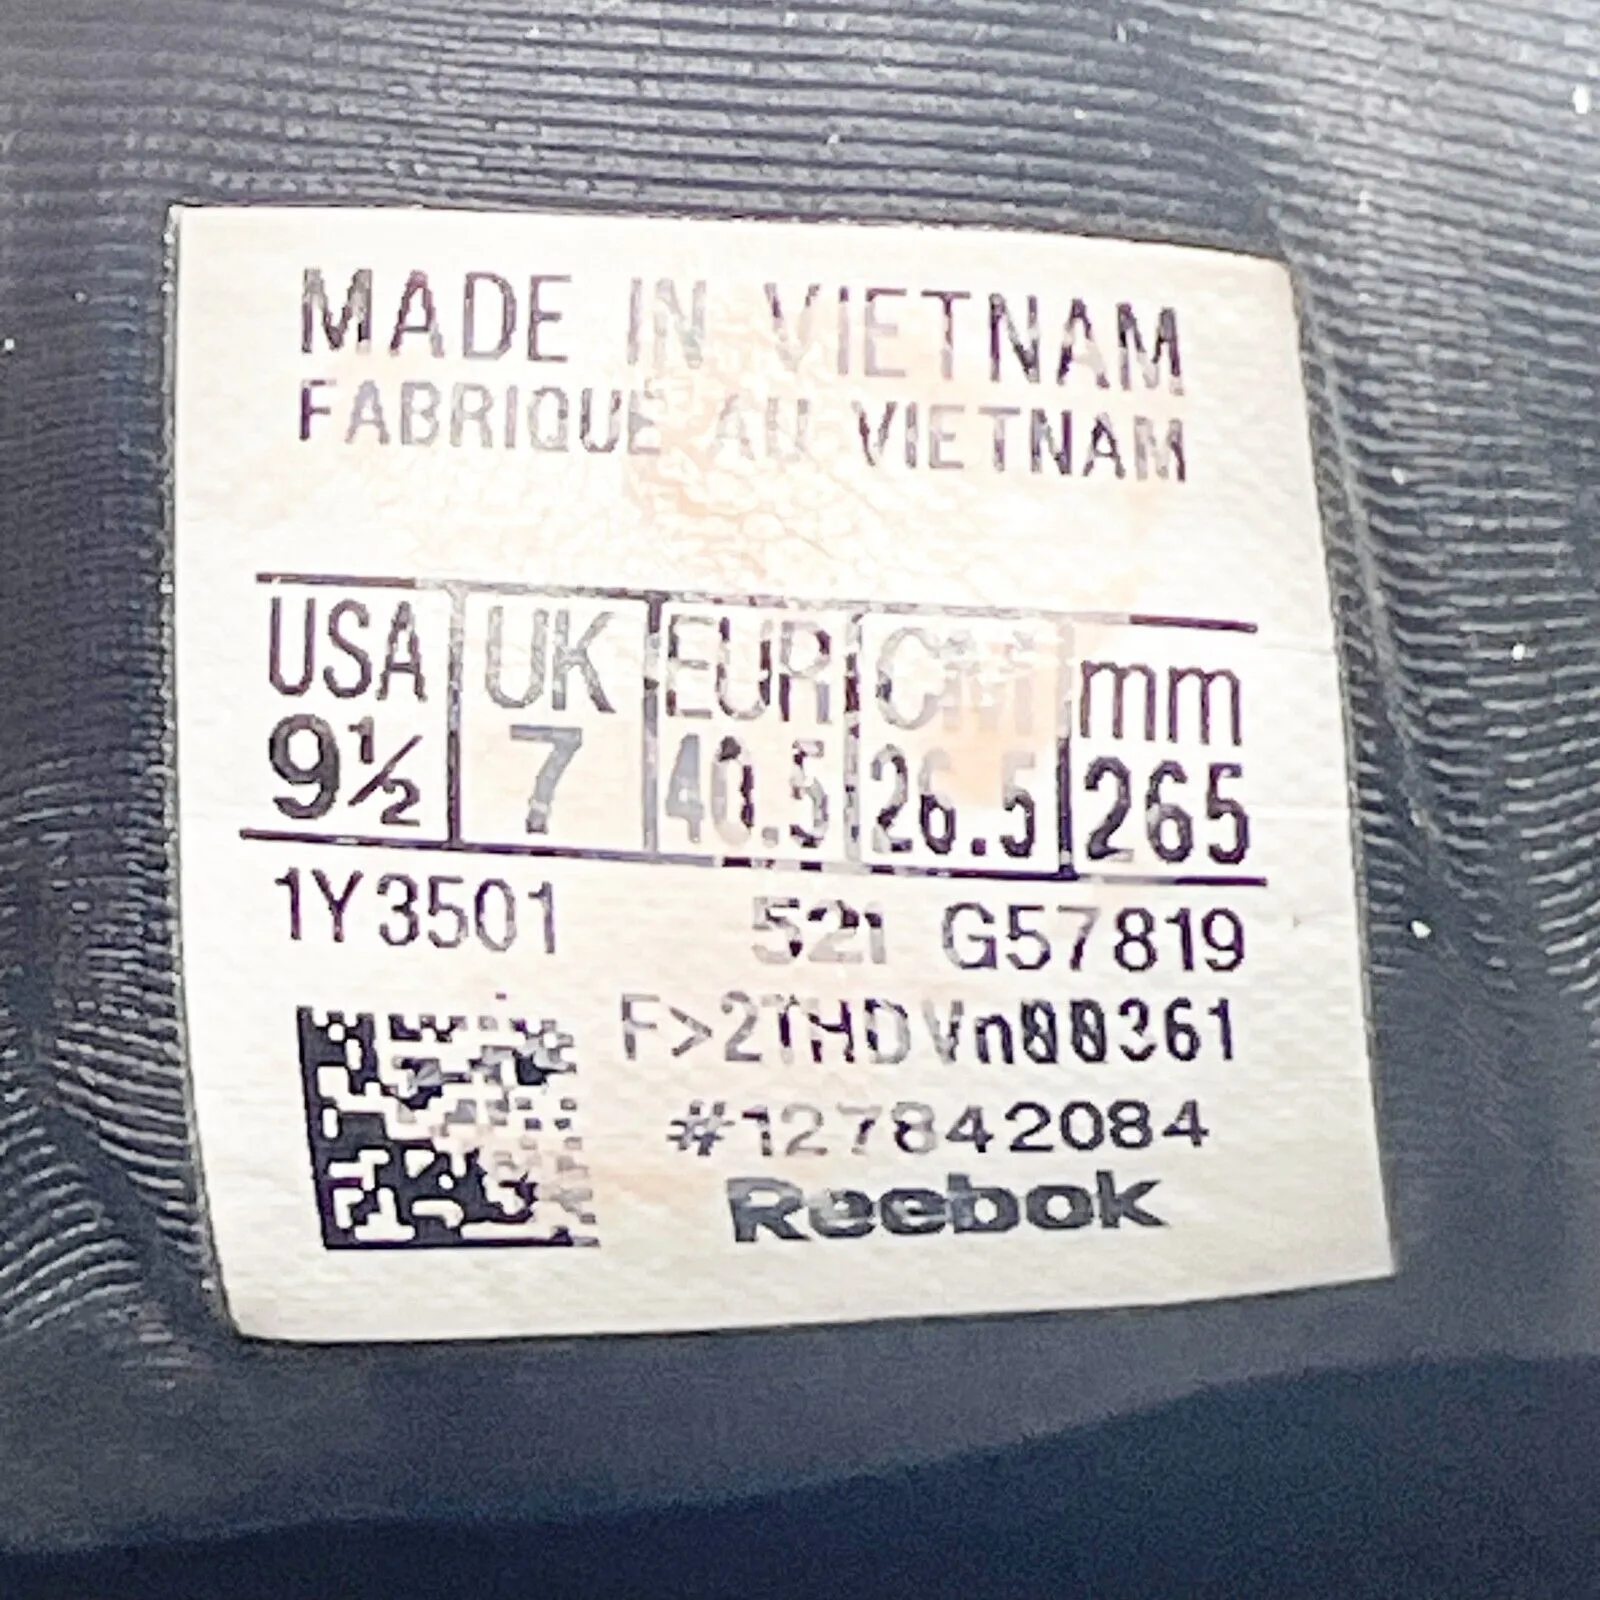 MADE IN VIETNAM
FABRIQUE AU VIETNAM
USA UK EUR CM mm
9½ 7 40.5 26.5 265
1Y3501 521 G57819
F>2THDVn00361
#127842084
Reebok